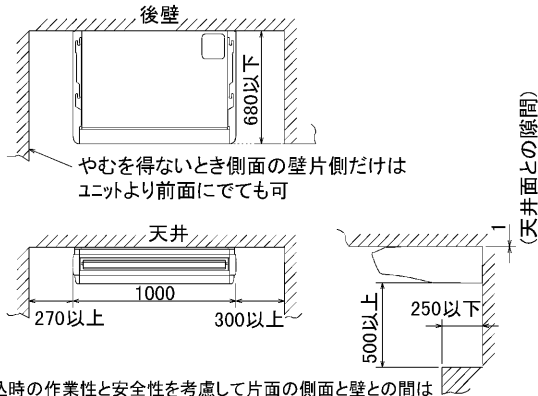 後壁
680以下
やむを得ないとき側面の壁片側だけは
ユニットより前面にでても可
天井
1
(天井面との隙間)
1000
270以上
300以上
500以上
250以下
込時の作業性と安全性を考慮して片面の側面と壁との間は